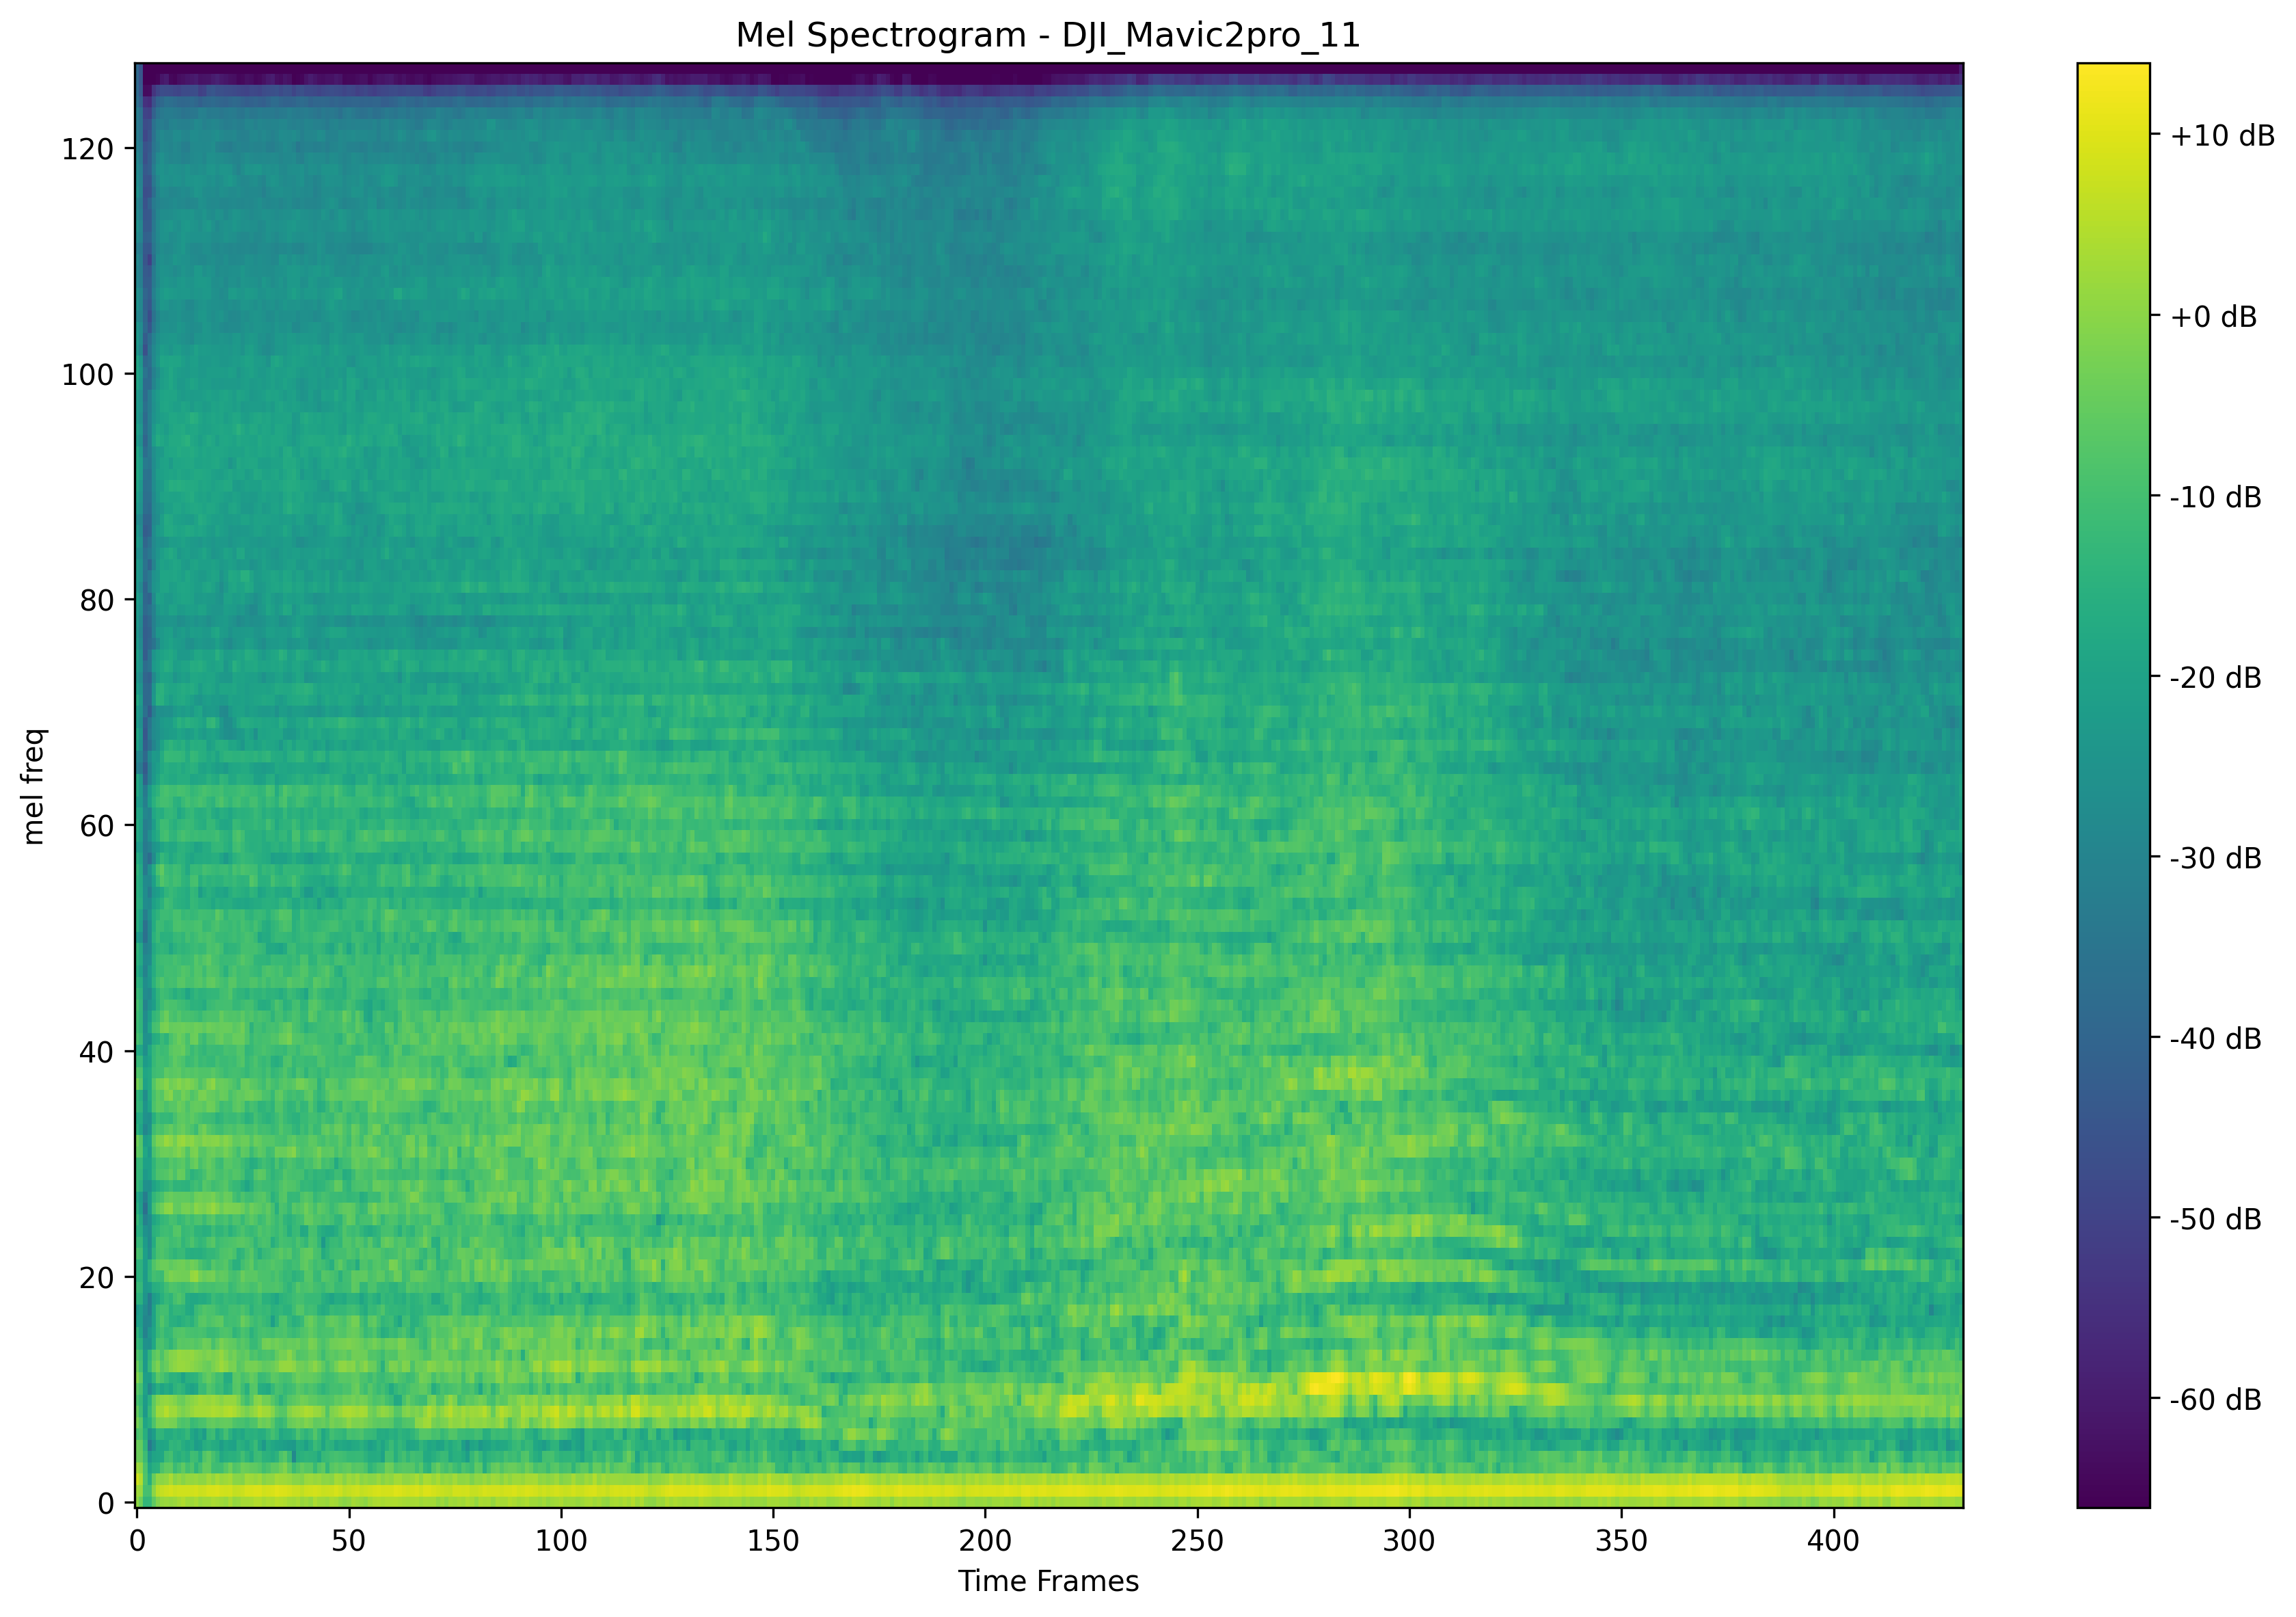 Mel Spectrogram - DJI_Mavic2pro_11
mel freq
120
100
80
60
40
20
0
0 50 100 150 200 250 300 350 400
Time Frames
+10 dB
+0 dB
-10 dB
-20 dB
-30 dB
-40 dB
-50 dB
-60 dB